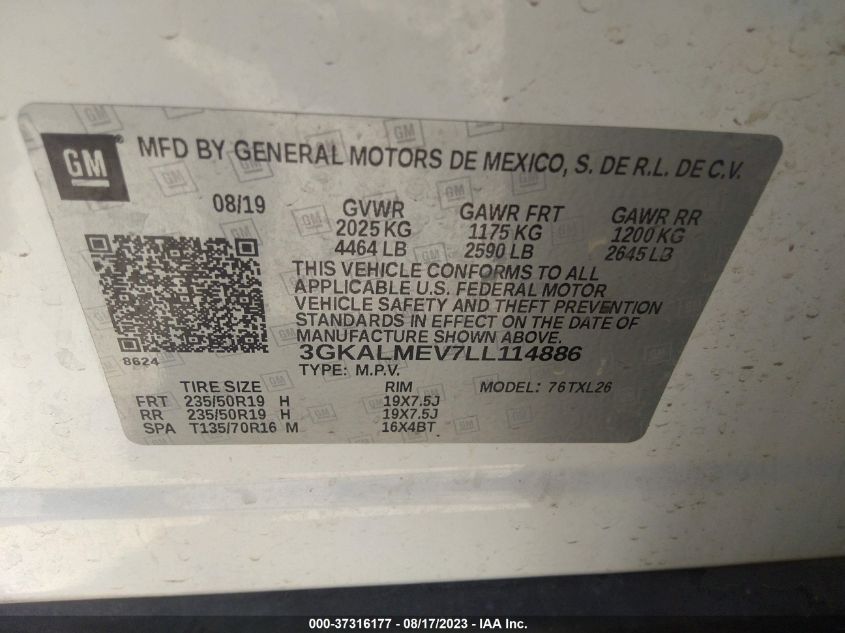 GM
MFD BY GENERAL MOTORS DE MEXICO, S. DE R.L. DE C.V.
08/19 GVWR GAWR FRT GAWR RR
2025 KG 1175 KG 1200 KG
4464 LB 2590 LB 2645 LB
THIS VEHICLE CONFORMS TO ALL
APPLICABLE U.S. FEDERAL MOTOR
VEHICLE SAFETY AND THEFT PREVENTION
STANDARDS IN EFFECT ON THE DATE OF
MANUFACTURE SHOWN ABOVE.
8624 3GKALMEV7LL114886
TYPE: M.P.V.
TIRE SIZE RIM MODEL: 76TXL26
FRT 235/50R19 H 19X7.5J
RR 235/50R19 H 19X7.5J
SPA T135/70R16 M 16X4BT
000-37316177 - 08/17/2023 - IAA Inc.